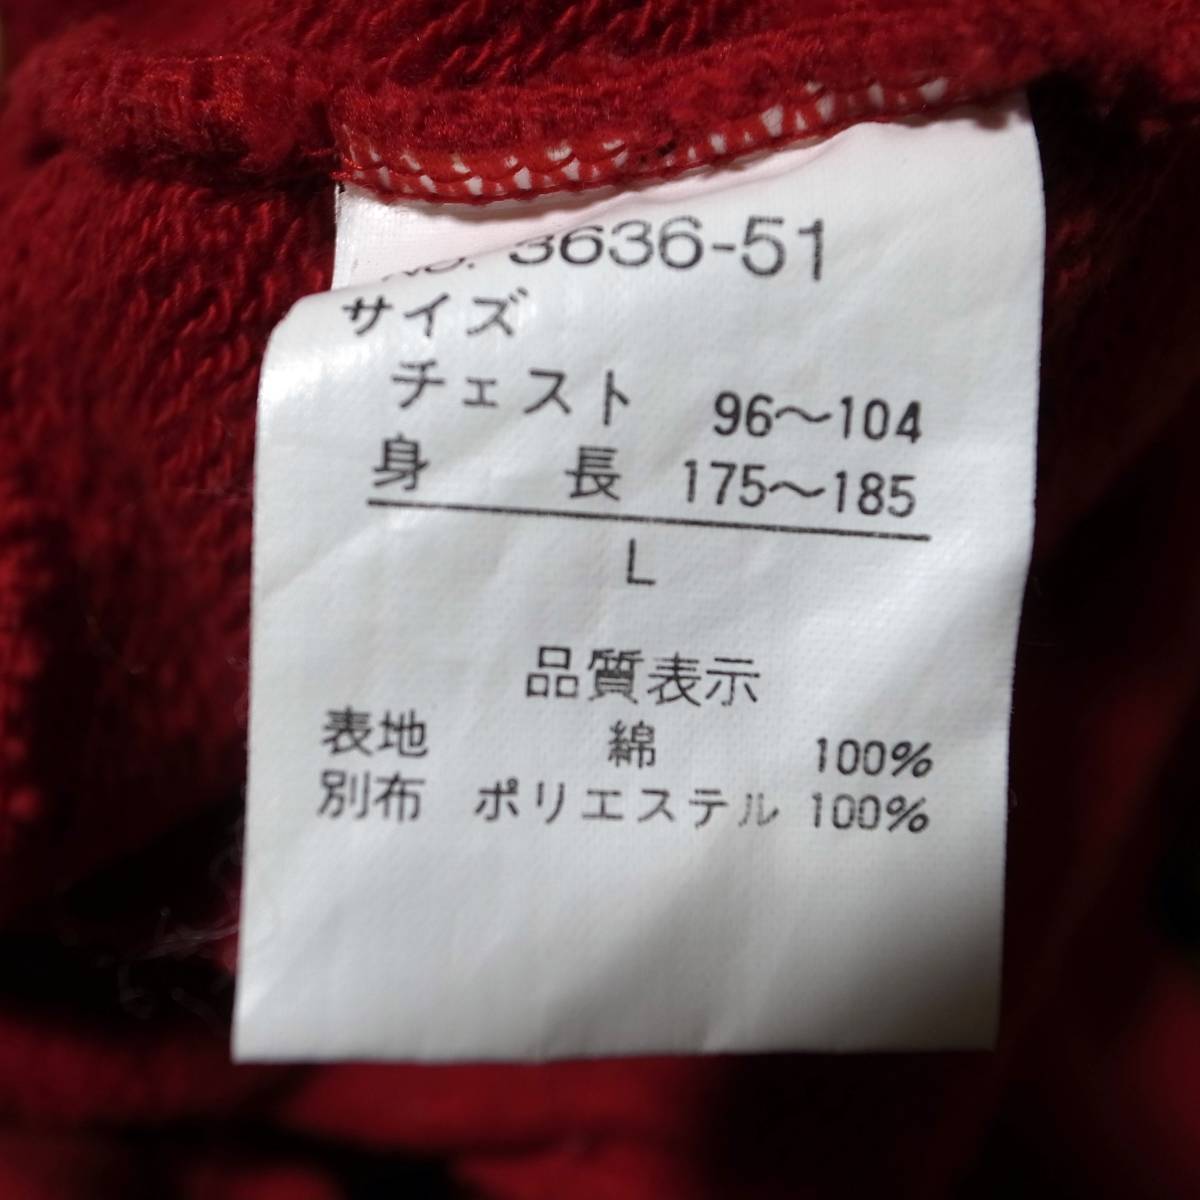 No. 3636-51
サイズ
チェスト 96～104
身 長 175～185
L
品質表示
表地 綿 100%
別布 ポリエステル 100%